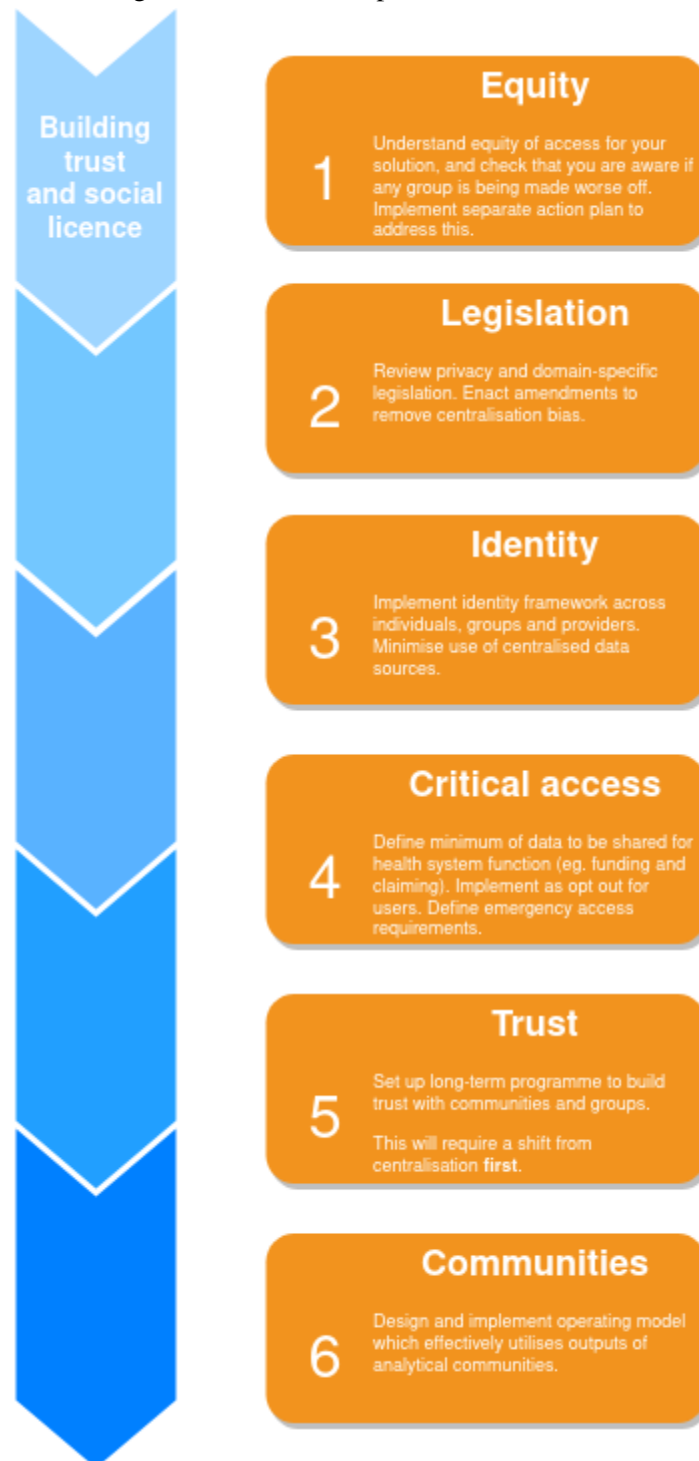 Building
trust
and social
licence
Equity
1
Understand equity of access for your
solution, and check that you are aware if
any group is being made worse off.
Implement separate action plan to
address this.
Legislation
2
Review privacy and domain-specific
legislation. Enact amendments to
remove centralisation bias.
Identity
3
Implement identity framework across
individuals, groups and providers.
Minimise use of centralised data
sources.
Critical access
4
Define minimum of data to be shared for
health system function (eg. funding and
claiming). Implement as opt out for
users. Define emergency access
requirements.
Trust
5
Set up long-term programme to build
trust with communities and groups.
This will require a shift from
centralisation first.
Communities
6
Design and implement operating model
which effectively utilises outputs of
analytical communities.